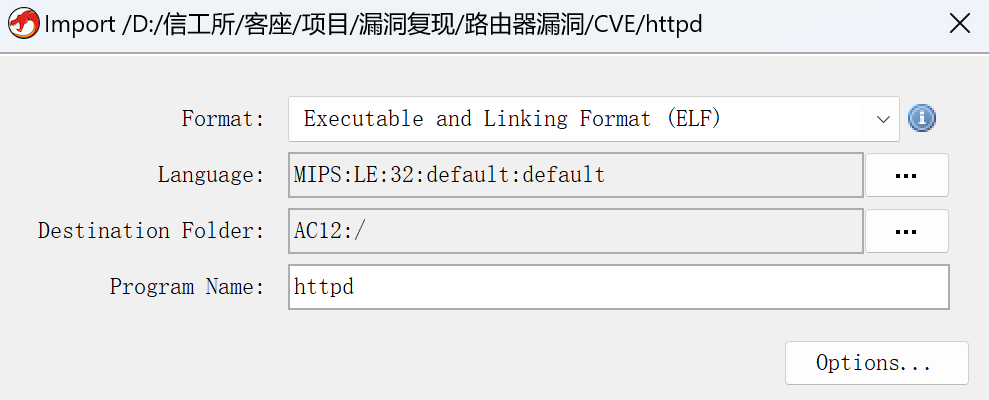 Import /D:/信工所/客座/项目/漏洞复现/路由器漏洞/CVE/httpd
Format: Executable and Linking Format (ELF)
Language: MIPS:LE:32:default:default ...
Destination Folder: AC12:/ ...
Program Name: httpd
Options...